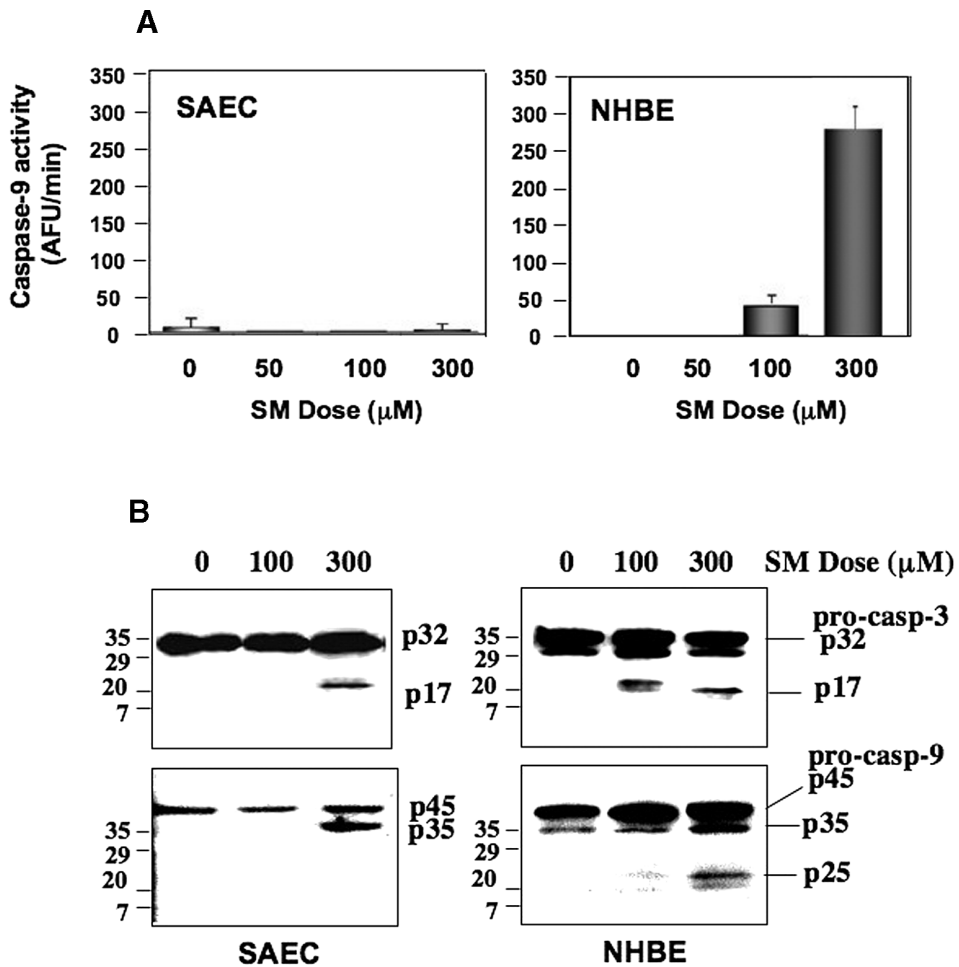 A
Caspase-9 activity
(AFU/min)
350
300
250
200
150
100
50
0
SAEC
0 50 100 300
SM Dose (μM)
350
300
250
200
150
100
50
0
NHBE
0 50 100 300
SM Dose (μM)
B
0 100 300
0 100 300 SM Dose (μM)
35
29
20
7
p32
p17
35
29
20
7
pro-casp-3
p32
p17
35
29
20
7
p45
p35
SAEC
35
29
20
7
pro-casp-9
p45
p35
p25
NHBE